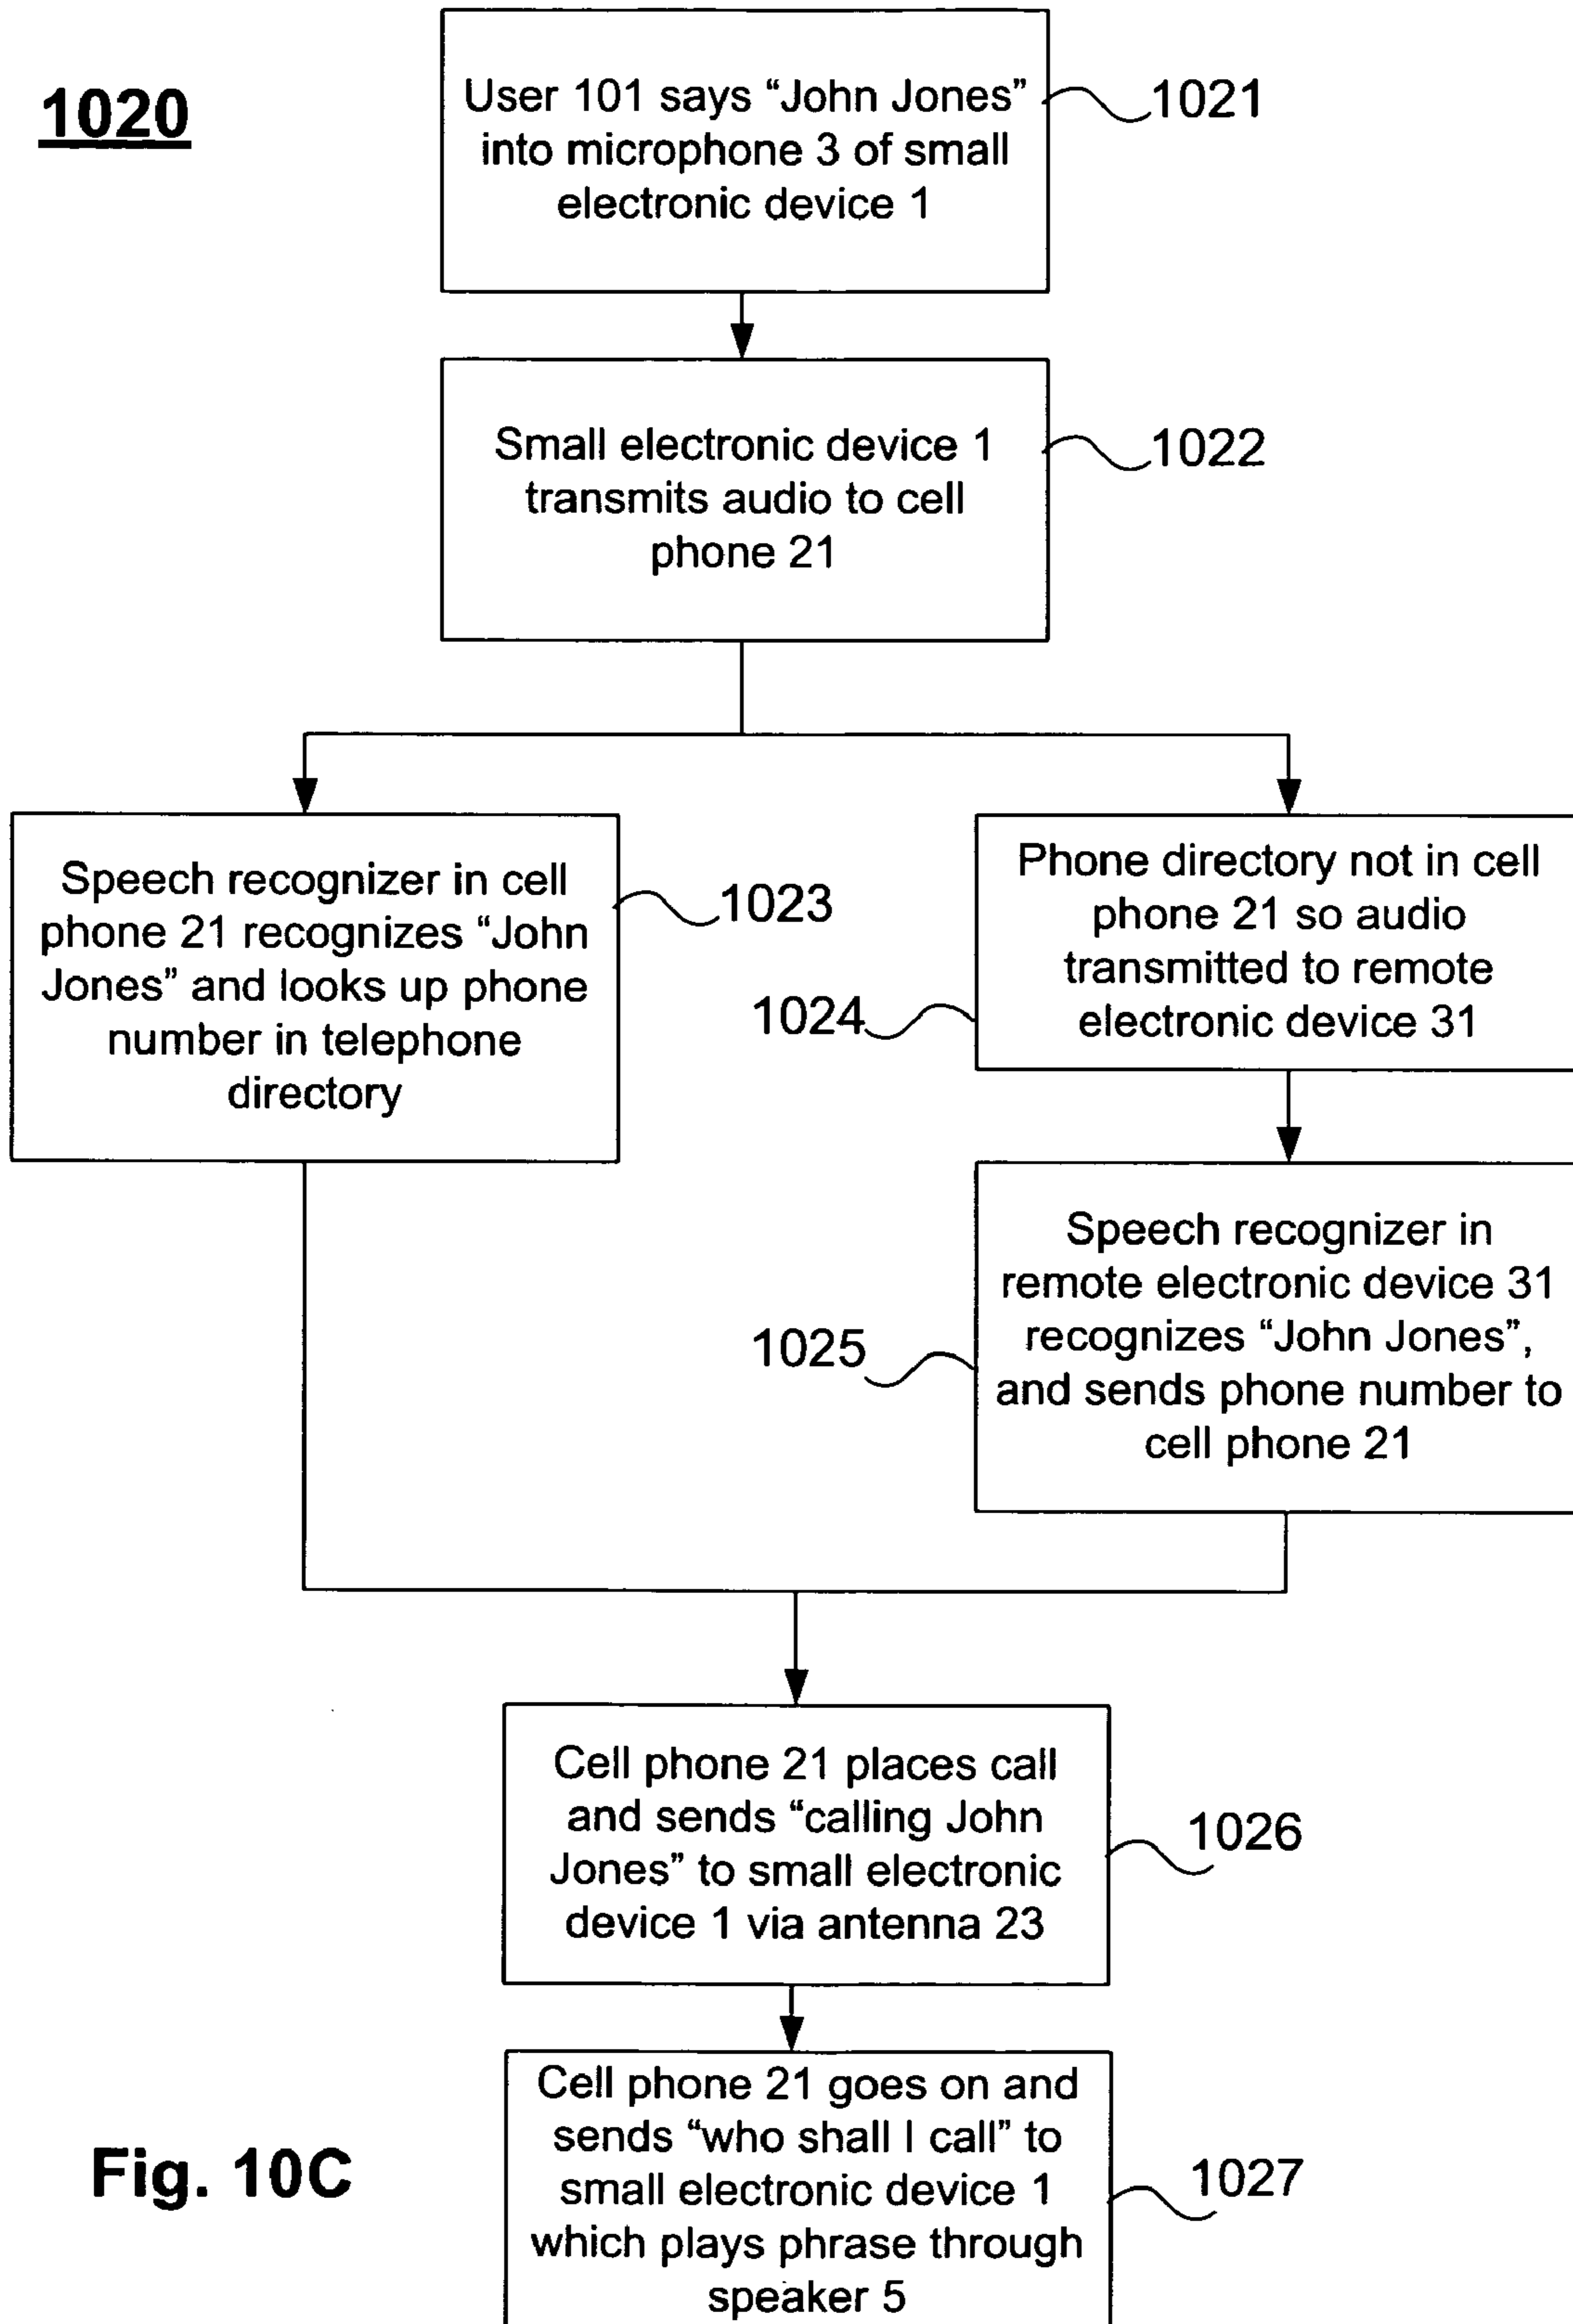 1020
User 101 says “John Jones”
into microphone 3 of small
electronic device 1
1021
Small electronic device 1
transmits audio to cell
phone 21
1022
Speech recognizer in cell
phone 21 recognizes “John
Jones” and looks up phone
number in telephone
directory
1023
Phone directory not in cell
phone 21 so audio
transmitted to remote
electronic device 31
1024
Speech recognizer in
remote electronic device 31
recognizes “John Jones”,
and sends phone number to
cell phone 21
1025
Cell phone 21 places call
and sends “calling John
Jones” to small electronic
device 1 via antenna 23
1026
Cell phone 21 goes on and
sends “who shall I call” to
small electronic device 1
which plays phrase through
speaker 5
1027
Fig. 10C